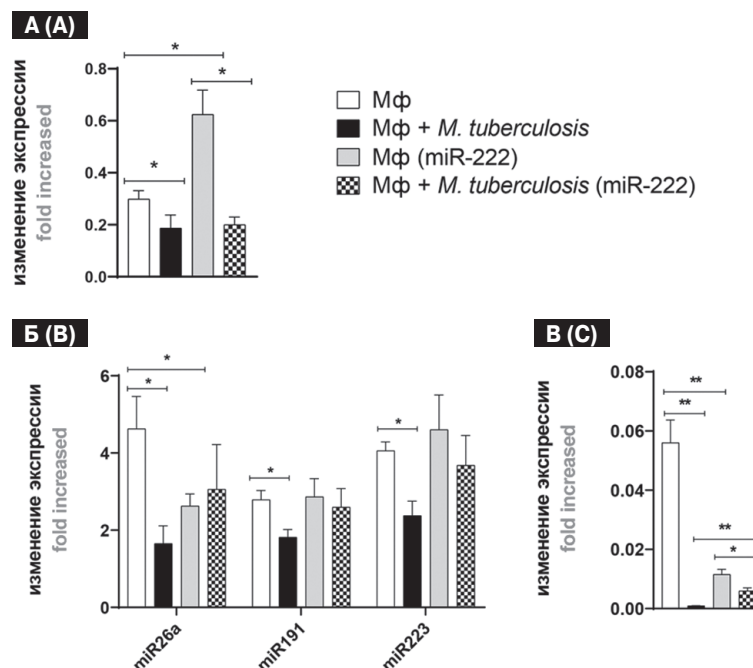 А (A)
изменение экспрессии
fold increased
0.8
0.6
0.4
0.2
0.0
*
*
*
Мф
Мф + M. tuberculosis
Мф (miR-222)
Мф + M. tuberculosis (miR-222)
Б (B)
изменение экспрессии
fold increased
6
4
2
0
*
*
*
*
miR26a
miR191
miR223
В (C)
изменение экспрессии
fold increased
0.08
0.06
0.04
0.02
0.00
**
**
**
*